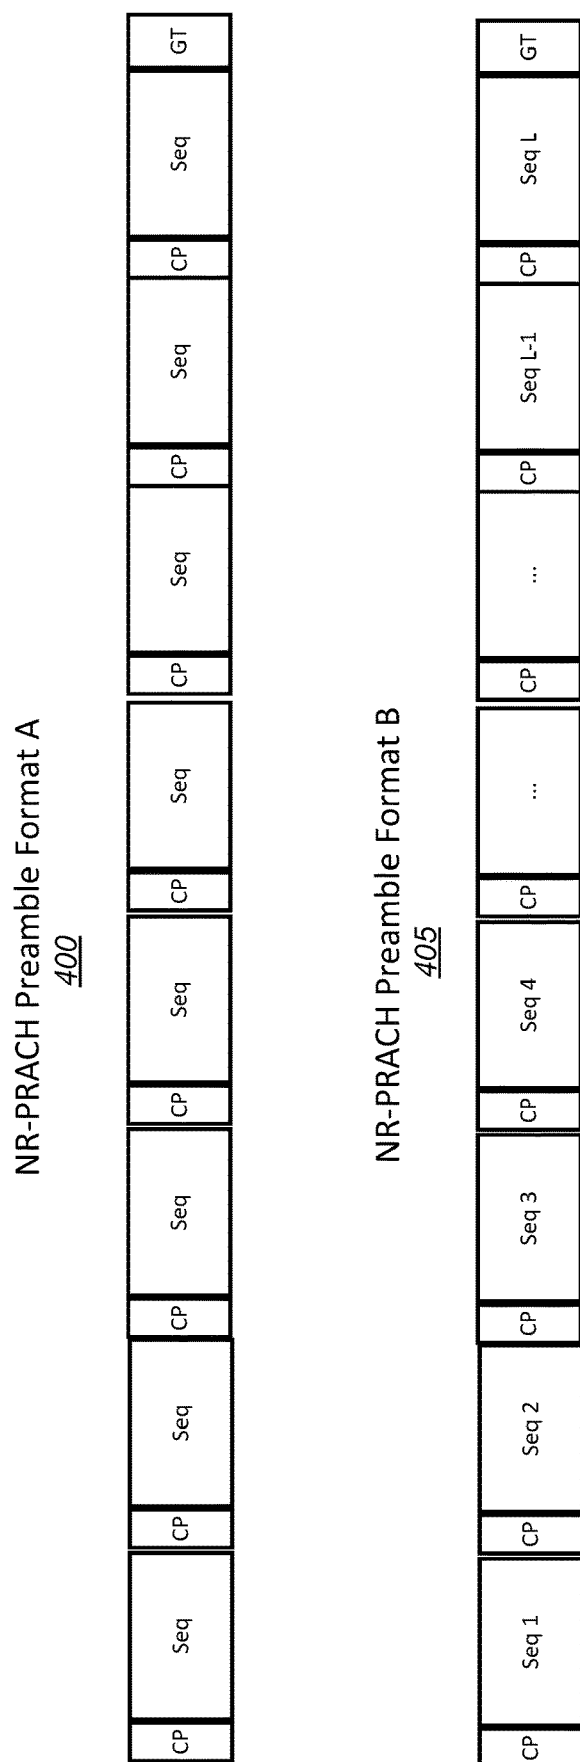 NR-PRACH Preamble Format A
400
CP Seq CP Seq CP Seq CP Seq CP Seq CP Seq CP Seq CP Seq GT
NR-PRACH Preamble Format B
405
CP Seq 1 CP Seq 2 CP Seq 3 CP Seq 4 CP ... CP ... CP Seq L-1 CP Seq L GT